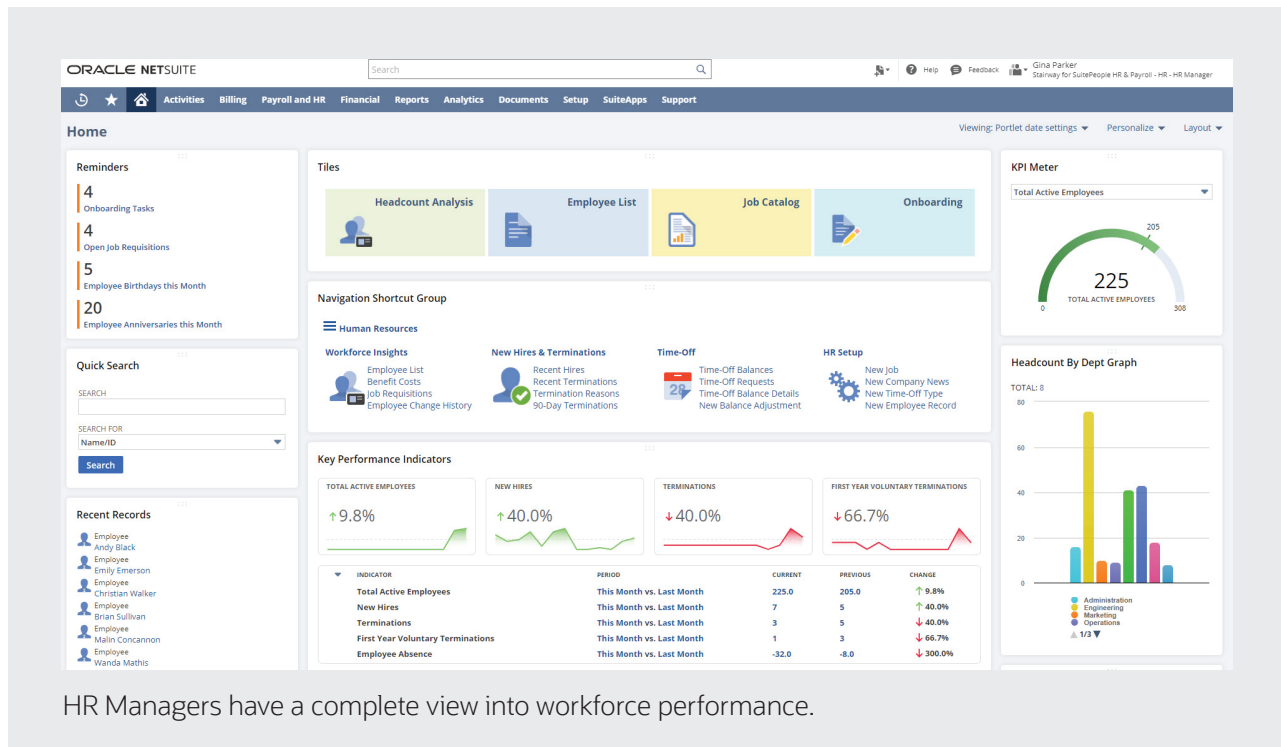 ORACLE NETSUITE
Search
Help
Feedback
Gina Parker
Stairway for SuitePeople HR & Payroll - HR - HR Manager
Activities Billing Payroll and HR Financial Reports Analytics Documents Setup SuiteApps Support
Home
Viewing: Portlet date settings Personalize Layout
Reminders
4
Onboarding Tasks
4
Open Job Requisitions
5
Employee Birthdays this Month
20
Employee Anniversaries this Month
Quick Search
SEARCH
SEARCH FOR
Name/ID
Search
Recent Records
Employee
Andy Black
Employee
Emily Emerson
Employee
Christian Walker
Employee
Brian Sullivan
Employee
Malin Concannon
Employee
Wanda Mathis
Tiles
Headcount Analysis
Employee List
Job Catalog
Onboarding
Navigation Shortcut Group
Human Resources
Workforce Insights
Employee List
Benefit Costs
Job Requisitions
Employee Change History
New Hires & Terminations
Recent Hires
Recent Terminations
Termination Reasons
90-Day Terminations
Time-Off
28
Time-Off Balances
Time-Off Requests
Time-Off Balance Details
New Balance Adjustment
HR Setup
New Job
New Company News
New Time-Off Type
New Employee Record
Key Performance Indicators
TOTAL ACTIVE EMPLOYEES
↑9.8%
NEW HIRES
↑40.0%
TERMINATIONS
↓40.0%
FIRST YEAR VOLUNTARY TERMINATIONS
↓66.7%
INDICATOR PERIOD CURRENT PREVIOUS CHANGE
Total Active Employees This Month vs. Last Month 225.0 205.0 ↑ 9.8%
New Hires This Month vs. Last Month 7 5 ↑ 40.0%
Terminations This Month vs. Last Month 3 5 ↓ 40.0%
First Year Voluntary Terminations This Month vs. Last Month 1 3 ↓ 66.7%
Employee Absence This Month vs. Last Month -32.0 -8.0 ↓ 300.0%
KPI Meter
Total Active Employees
205
225
TOTAL ACTIVE EMPLOYEES
0
308
Headcount By Dept Graph
TOTAL: 8
80
60
40
20
0
Administration
Engineering
Marketing
Operations
1/3
HR Managers have a complete view into workforce performance.